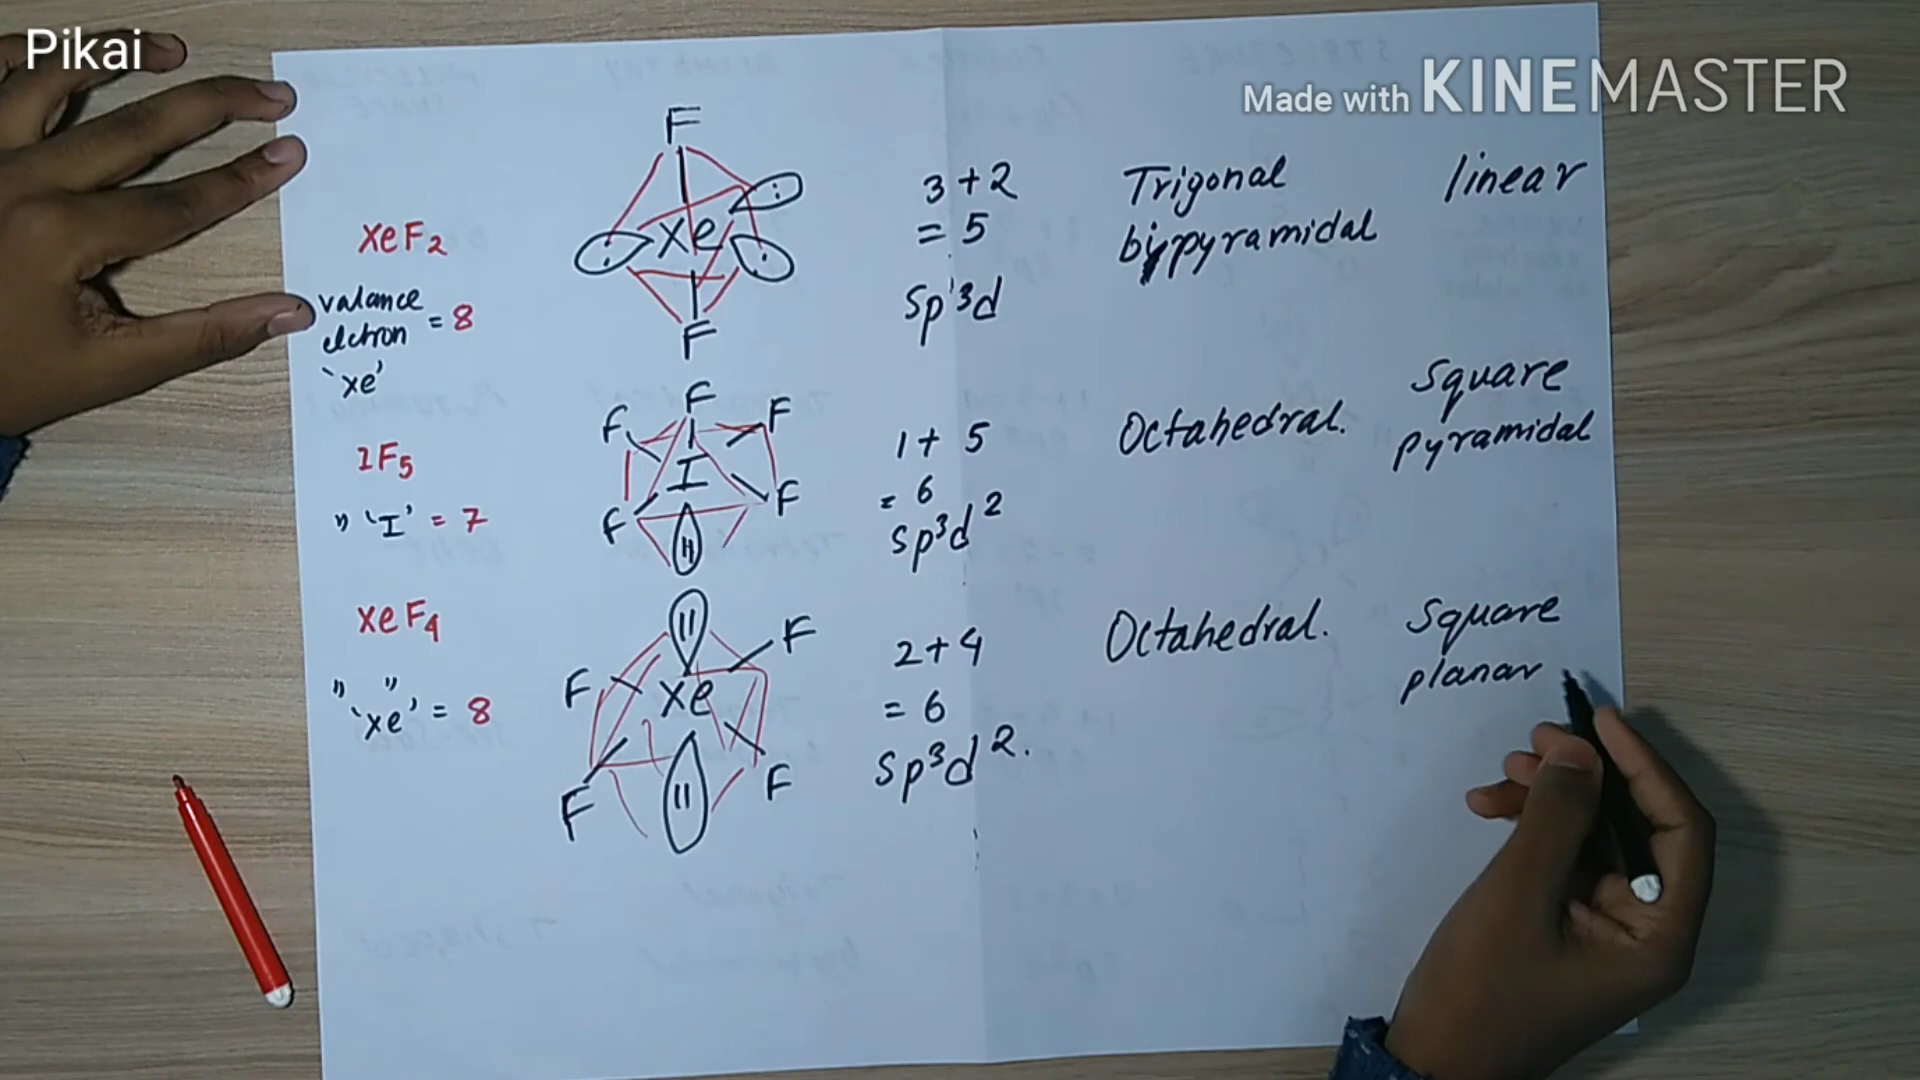 Pikai
Made with KINEMASTER
XeF2
valance
elctron = 8
'xe'
F
Xe
F
3 + 2
= 5
sp3d
Trigonal
bipyramidal
linear
IF5
" 'I' = 7
F
F F
I
F F
1 + 5
= 6
sp3d2
Octahedral.
Square
pyramidal
XeF4
" "
'xe' = 8
F
F
Xe
F F
2 + 4
= 6
sp3d2.
Octahedral.
Square
planar